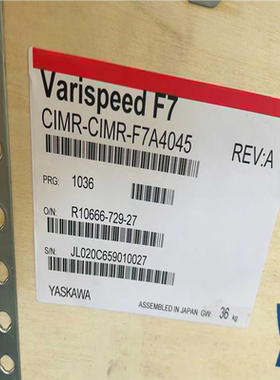 Varispeed F7
CIMR-CIMR-F7A4045
REV:A
PRG: 1036
O/N: R10666-729-27
S/N: JL020C659010027
YASKAWA
ASSEMBLED IN JAPAN GW: 36 kg